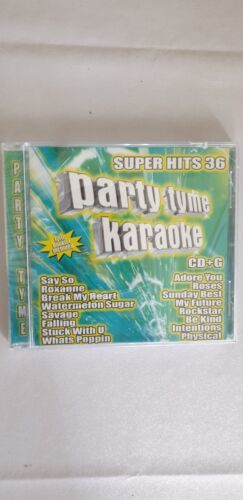 SUPER HITS 36
PARTY TYME
party tyme
karaoke
CD+G
Say So
Roxanne
Break My Heart
Watermelon Sugar
Savage
Falling
Stuck With U
Whats Poppin
Adore You
Roses
Sunday Best
My Future
Rockstar
Be Kind
Intentions
Physical